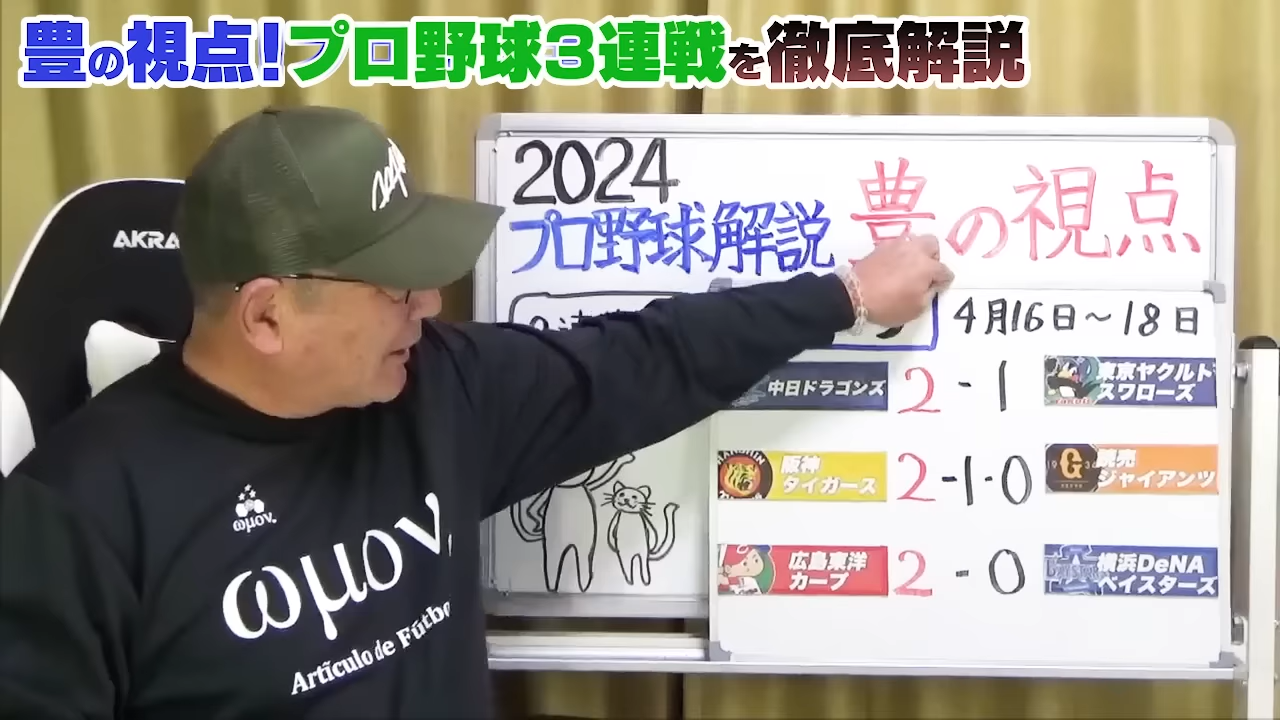 豊の視点!プロ野球3連戦を徹底解説
2024
プロ野球解説
豊の視点
4月16日～18日
中日ドラゴンズ 2-1 東京ヤクルト
スワローズ
阪神
タイガース 2-1-0 読売
ジャイアンツ
広島東洋
カープ 2-0 横浜DeNA
ベイスターズ
AKRA
ωμον.
ωμον.
Artículo de Fútbo